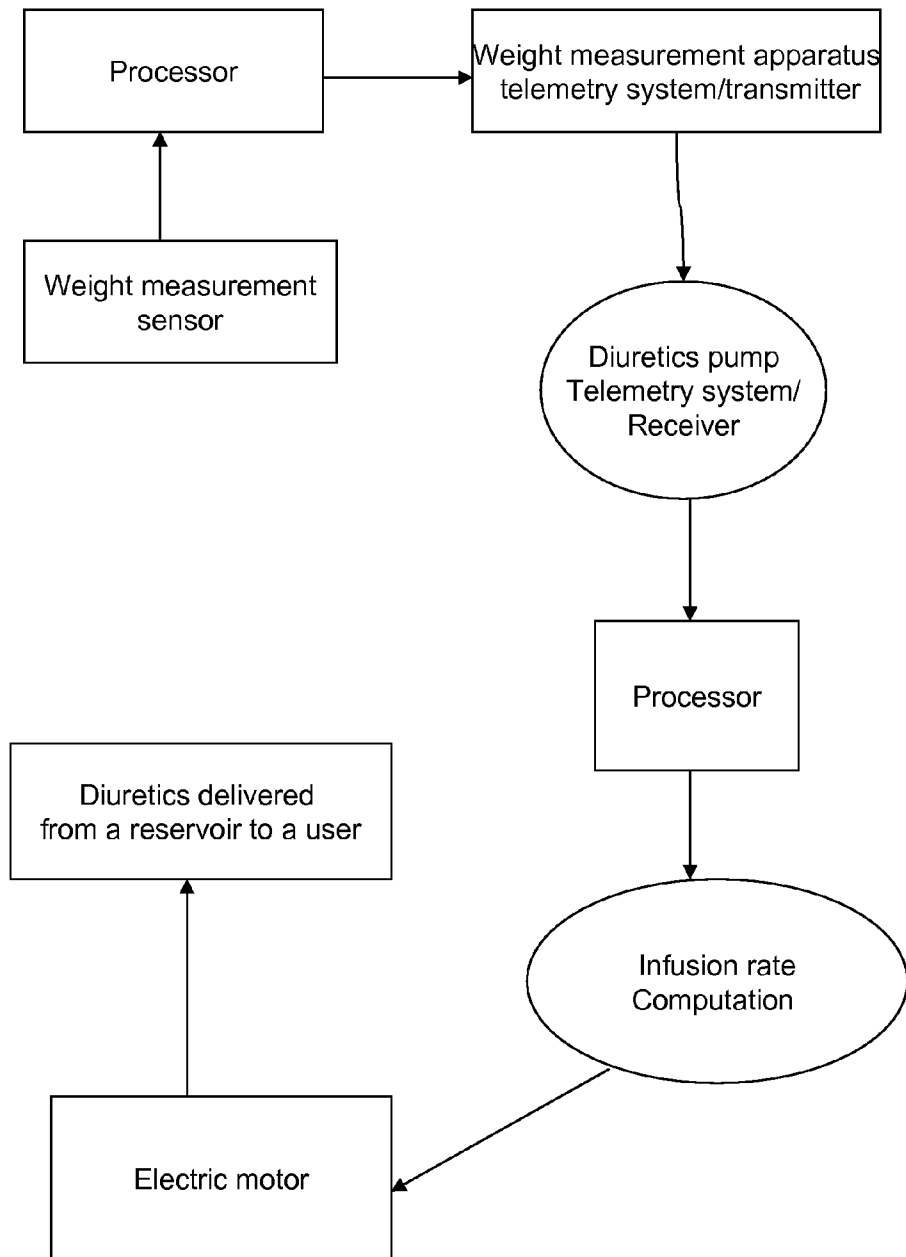 Processor
Weight measurement apparatus
telemetry system/transmitter
Weight measurement
sensor
Diuretics pump
Telemetry system/
Receiver
Processor
Diuretics delivered
from a reservoir to a user
Infusion rate
Computation
Electric motor